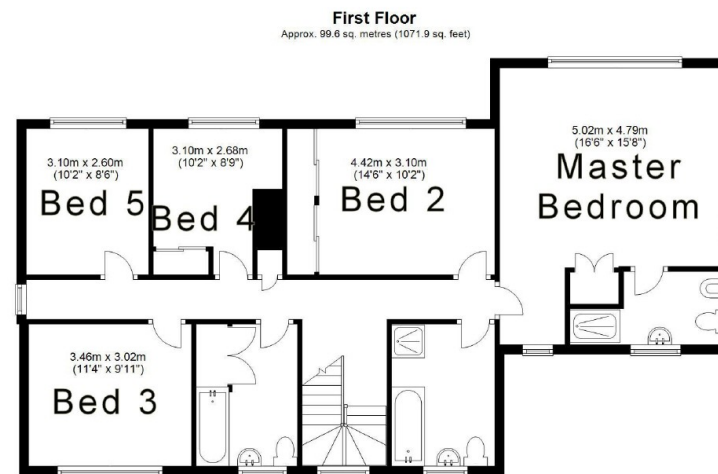 First Floor
Approx. 99.6 sq. metres (1071.9 sq. feet)
3.10m x 2.60m
(10'2" x 8'6")
Bed 5
3.10m x 2.68m
(10'2" x 8'9")
Bed 4
4.42m x 3.10m
(14'6" x 10'2")
Bed 2
5.02m x 4.79m
(16'6" x 15'8")
Master
Bedroom
3.46m x 3.02m
(11'4" x 9'11")
Bed 3